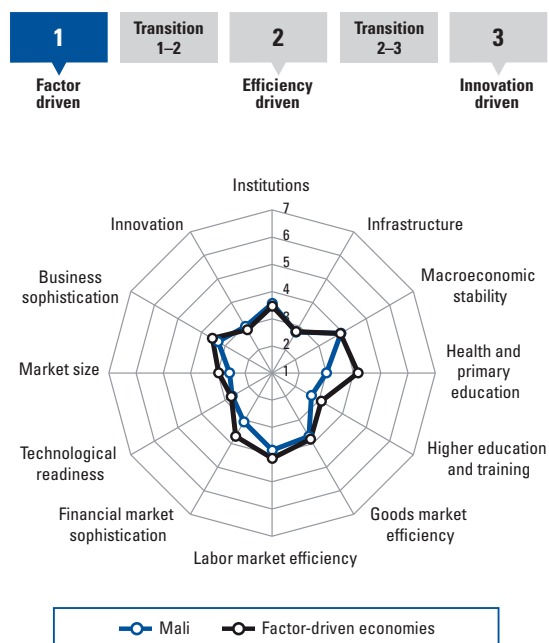 1
Transition
1–2
2
Transition
2–3
3
Factor
driven
Efficiency
driven
Innovation
driven
Institutions
7
Innovation
6
Infrastructure
5
Business
sophistication
4
Macroeconomic
stability
3
2
Market size
1
Health and
primary
education
Technological
readiness
Higher education
and training
Financial market
sophistication
Goods market
efficiency
Labor market efficiency
Mali
Factor-driven economies